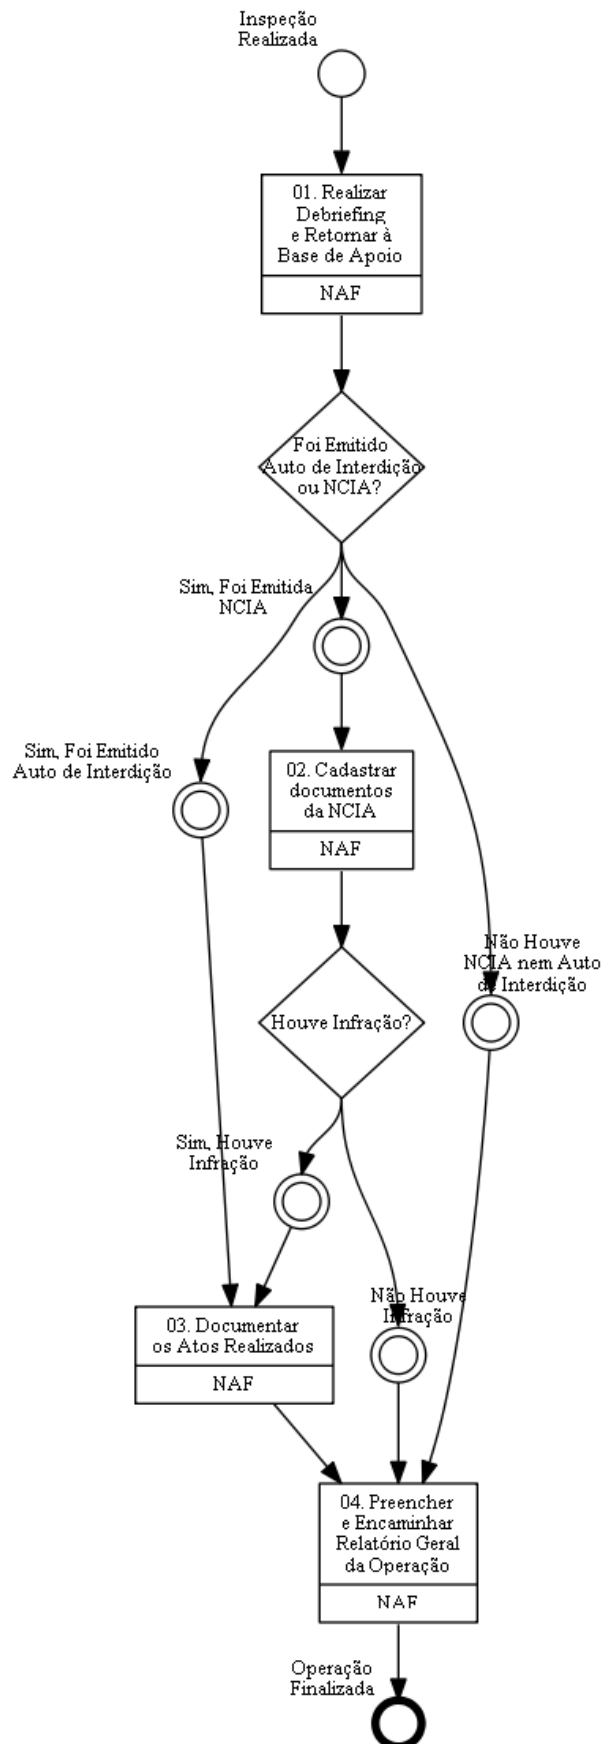 Inspeção
Realizada
01. Realizar
Debriefing
e Retornar à
Base de Apoio
NAF
Foi Emitido
Auto de Interdição
ou NCIA?
Sim, Foi Emitida
NCIA
Sim, Foi Emitido
Auto de Interdição
02. Cadastrar
documentos
da NCIA
NAF
Não Houve
NCIA nem Auto
de Interdição
Houve Infração?
Sim, Houve
Infração
Não Houve
Infração
03. Documentar
os Atos Realizados
NAF
04. Preencher
e Encaminhar
Relatório Geral
da Operação
NAF
Operação
Finalizada